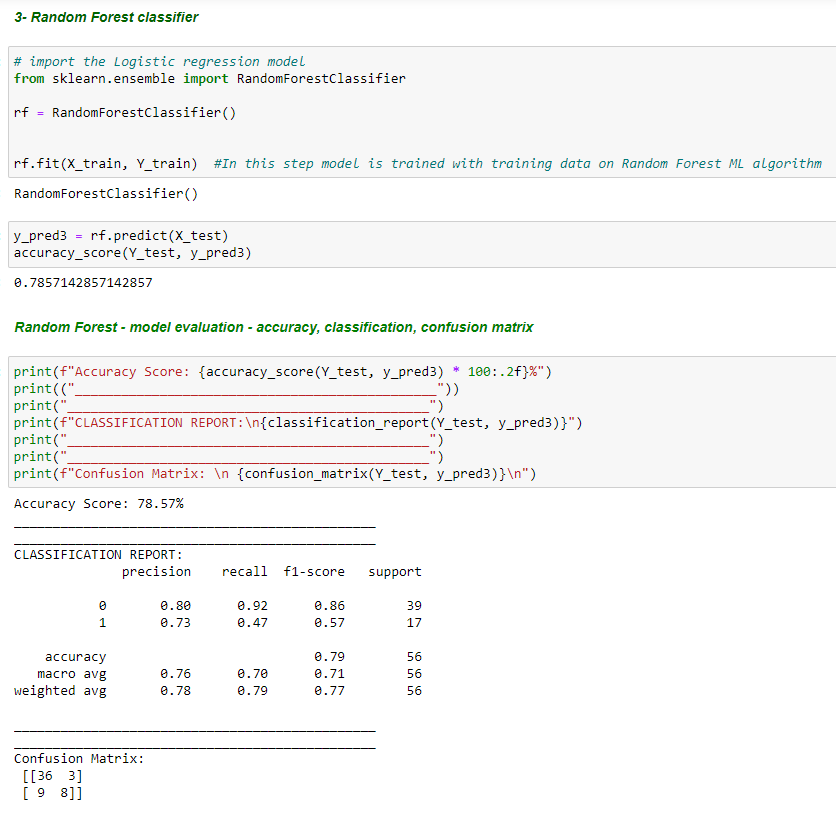 3- Random Forest classifier
# import the Logistic regression model
from sklearn.ensemble import RandomForestClassifier
rf = RandomForestClassifier()
rf.fit(X_train, Y_train)  #In this step model is trained with training data on Random Forest ML algorithm
RandomForestClassifier()
y_pred3 = rf.predict(X_test)
accuracy_score(Y_test, y_pred3)
0.7857142857142857
Random Forest - model evaluation - accuracy, classification, confusion matrix
print(f"Accuracy Score: {accuracy_score(Y_test, y_pred3) * 100:.2f}%")
print(("_______________________________________________"))
print("_______________________________________________")
print(f"CLASSIFICATION REPORT:\n{classification_report(Y_test, y_pred3)}")
print("_______________________________________________")
print("_______________________________________________")
print(f"Confusion Matrix: \n {confusion_matrix(Y_test, y_pred3)}\n")
Accuracy Score: 78.57%
_______________________________________________
_______________________________________________
CLASSIFICATION REPORT:
              precision    recall  f1-score   support
           0       0.80      0.92      0.86        39
           1       0.73      0.47      0.57        17
    accuracy                           0.79        56
   macro avg       0.76      0.70      0.71        56
weighted avg       0.78      0.79      0.77        56
_______________________________________________
_______________________________________________
Confusion Matrix:
 [[36  3]
 [ 9  8]]